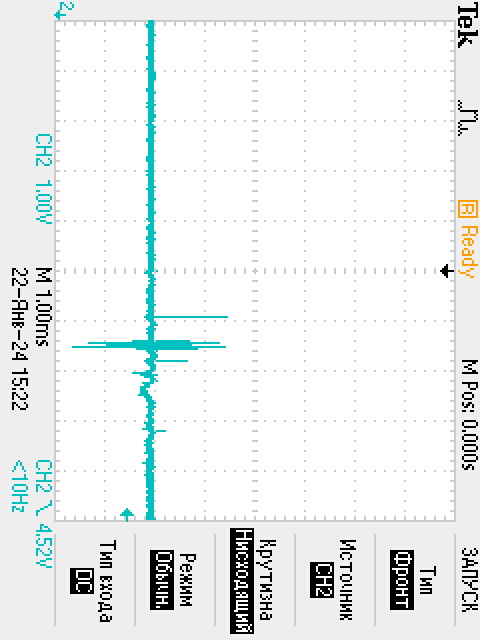 Tek
R Ready
M Pos: 0.000s
ЗАПУСК
Тип
Фронт
Источник
CH2
Крутизна
Нисходящий
Режим
Обычн.
Тип входа
DC
2
CH2 1.00V
M 1.00ms
CH2 \ 4.52V
22-Янв-24 15:22
<10Hz